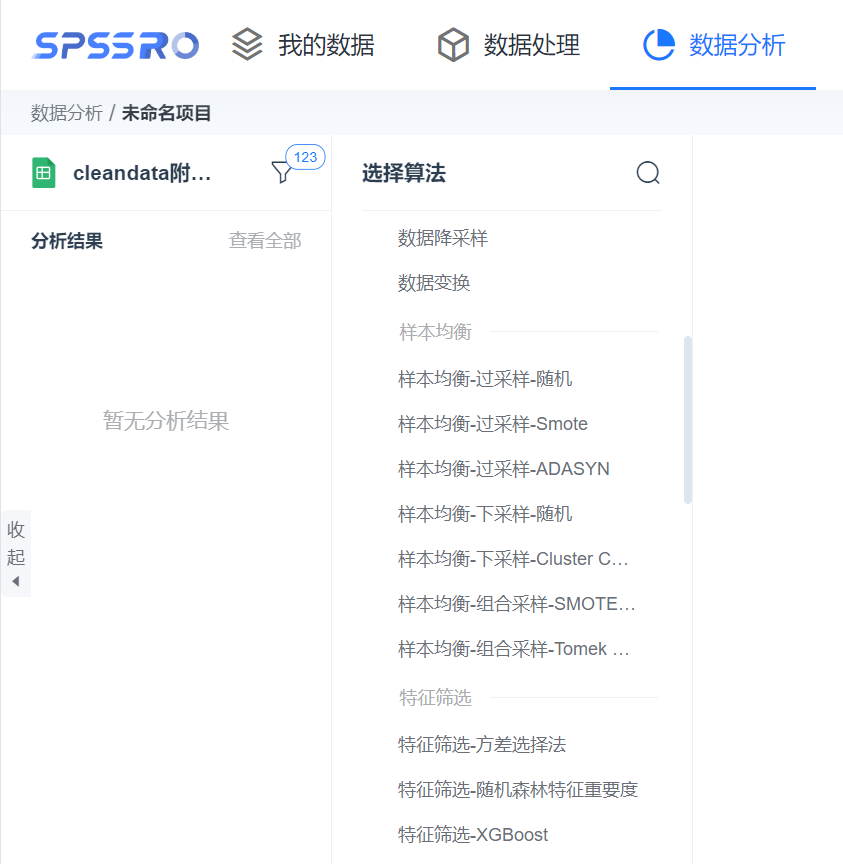 SPSSRO
我的数据
数据处理
数据分析
数据分析 / 未命名项目
cleandata附...
123
分析结果
查看全部
暂无分析结果
收起
选择算法
数据降采样
数据变换
样本均衡
样本均衡-过采样-随机
样本均衡-过采样-Smote
样本均衡-过采样-ADASYN
样本均衡-下采样-随机
样本均衡-下采样-Cluster C...
样本均衡-组合采样-SMOTE...
样本均衡-组合采样-Tomek ...
特征筛选
特征筛选-方差选择法
特征筛选-随机森林特征重要度
特征筛选-XGBoost